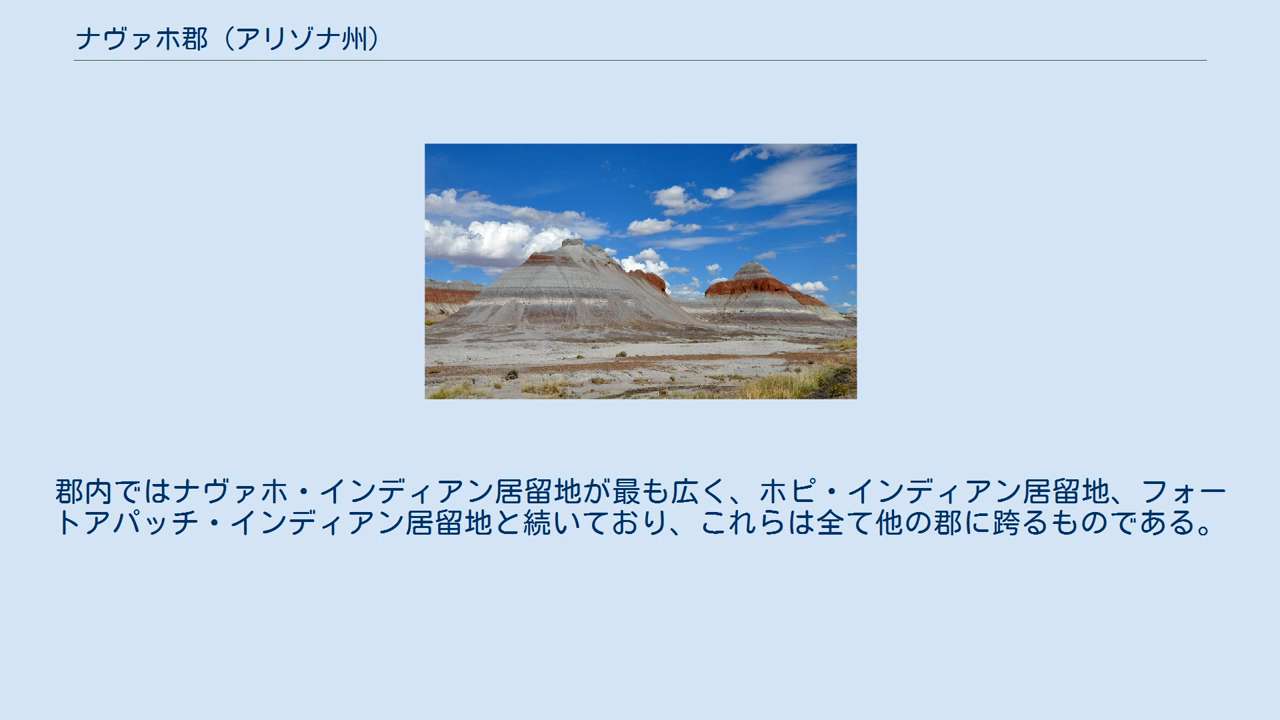 ナヴァホ郡（アリゾナ州）
郡内ではナヴァホ・インディアン居留地が最も広く、ホピ・インディアン居留地、フォー
トアパッチ・インディアン居留地と続いており、これらは全て他の郡に跨るものである。